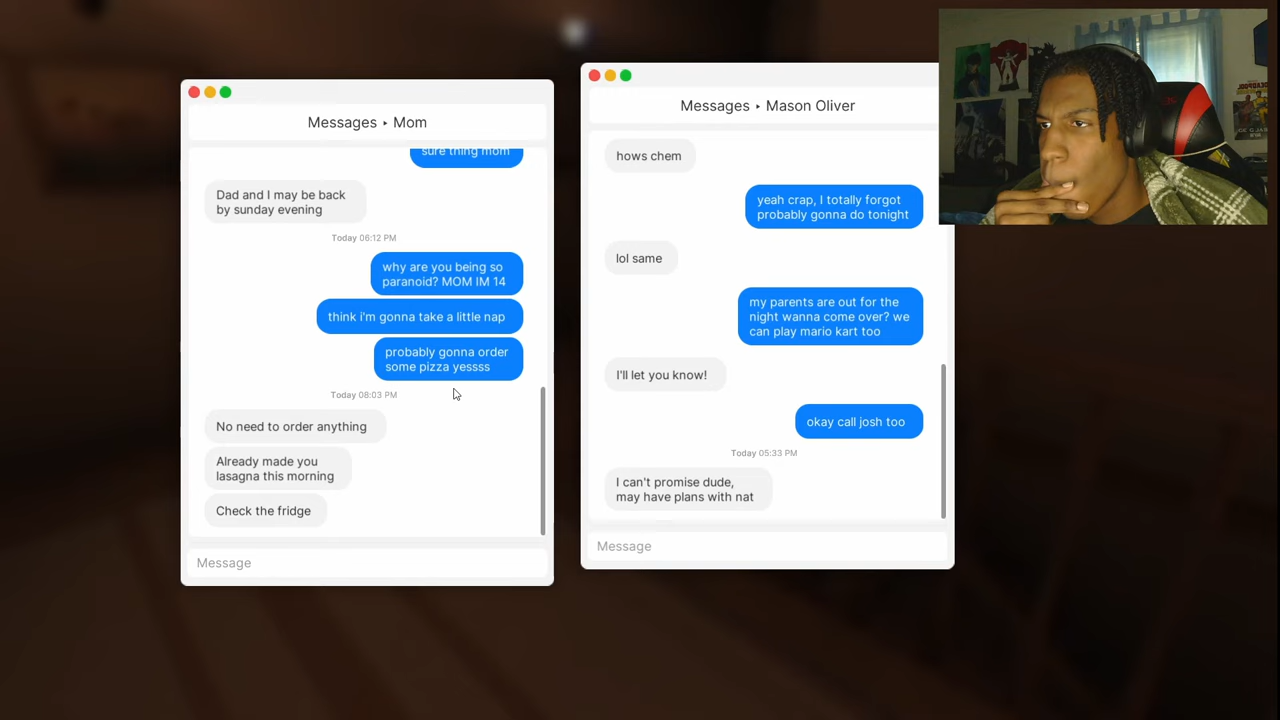 Messages ▸ Mom
sure thing mom
Dad and I may be back
by sunday evening
Today 06:12 PM
why are you being so
paranoid? MOM IM 14
think i'm gonna take a little nap
probably gonna order
some pizza yessss
Today 08:03 PM
No need to order anything
Already made you
lasagna this morning
Check the fridge
Message
Messages ▸ Mason Oliver
hows chem
yeah crap, I totally forgot
probably gonna do tonight
lol same
my parents are out for the
night wanna come over? we
can play mario kart too
I'll let you know!
okay call josh too
Today 05:33 PM
I can't promise dude,
may have plans with nat
Message
DEADPOOL